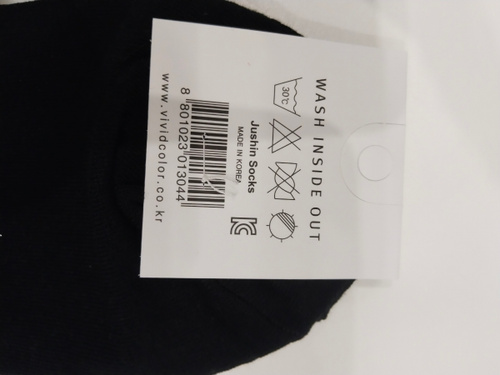 WASH INSIDE OUT
30℃
Jushin Socks
MADE IN KOREA
8 801023 013044
www.vividcolor.co.kr